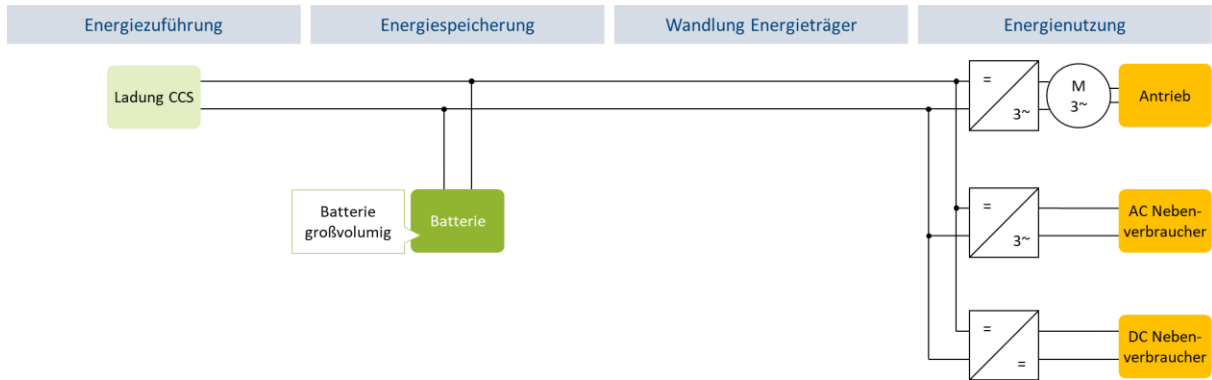 Energiezuführung
Energiespeicherung
Wandlung Energieträger
Energienutzung
Ladung CCS
=
3~
M
3~
Antrieb
Batterie
großvolumig
Batterie
=
3~
AC Neben-
verbraucher
=
=
DC Neben-
verbraucher